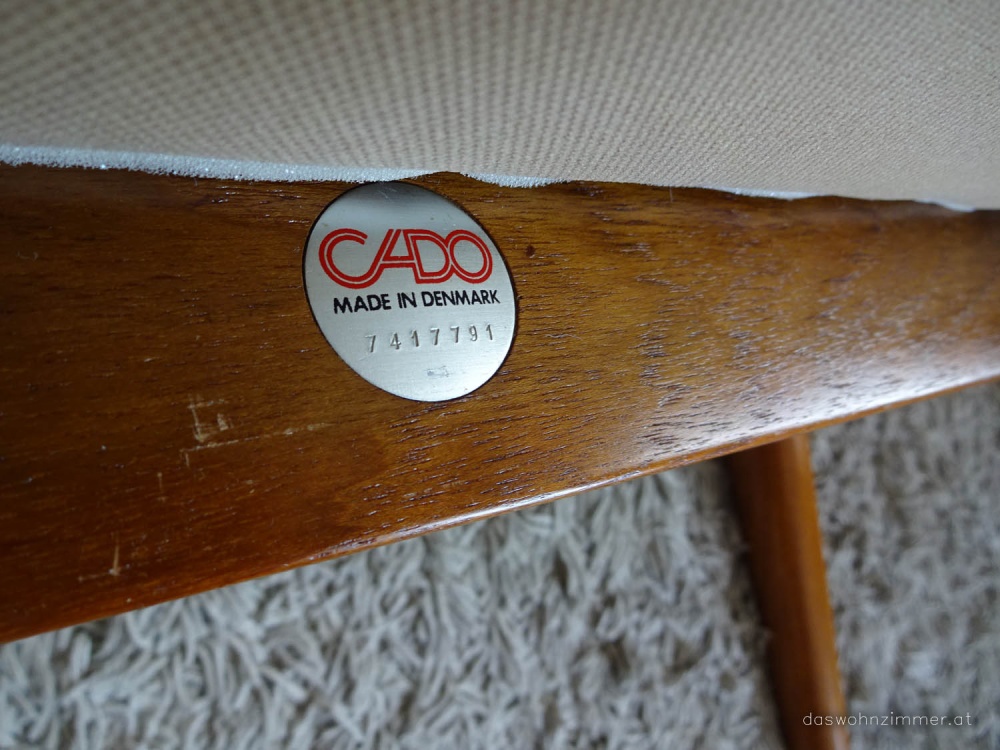 CADO
MADE IN DENMARK
7417791
daswohnzimmer.at